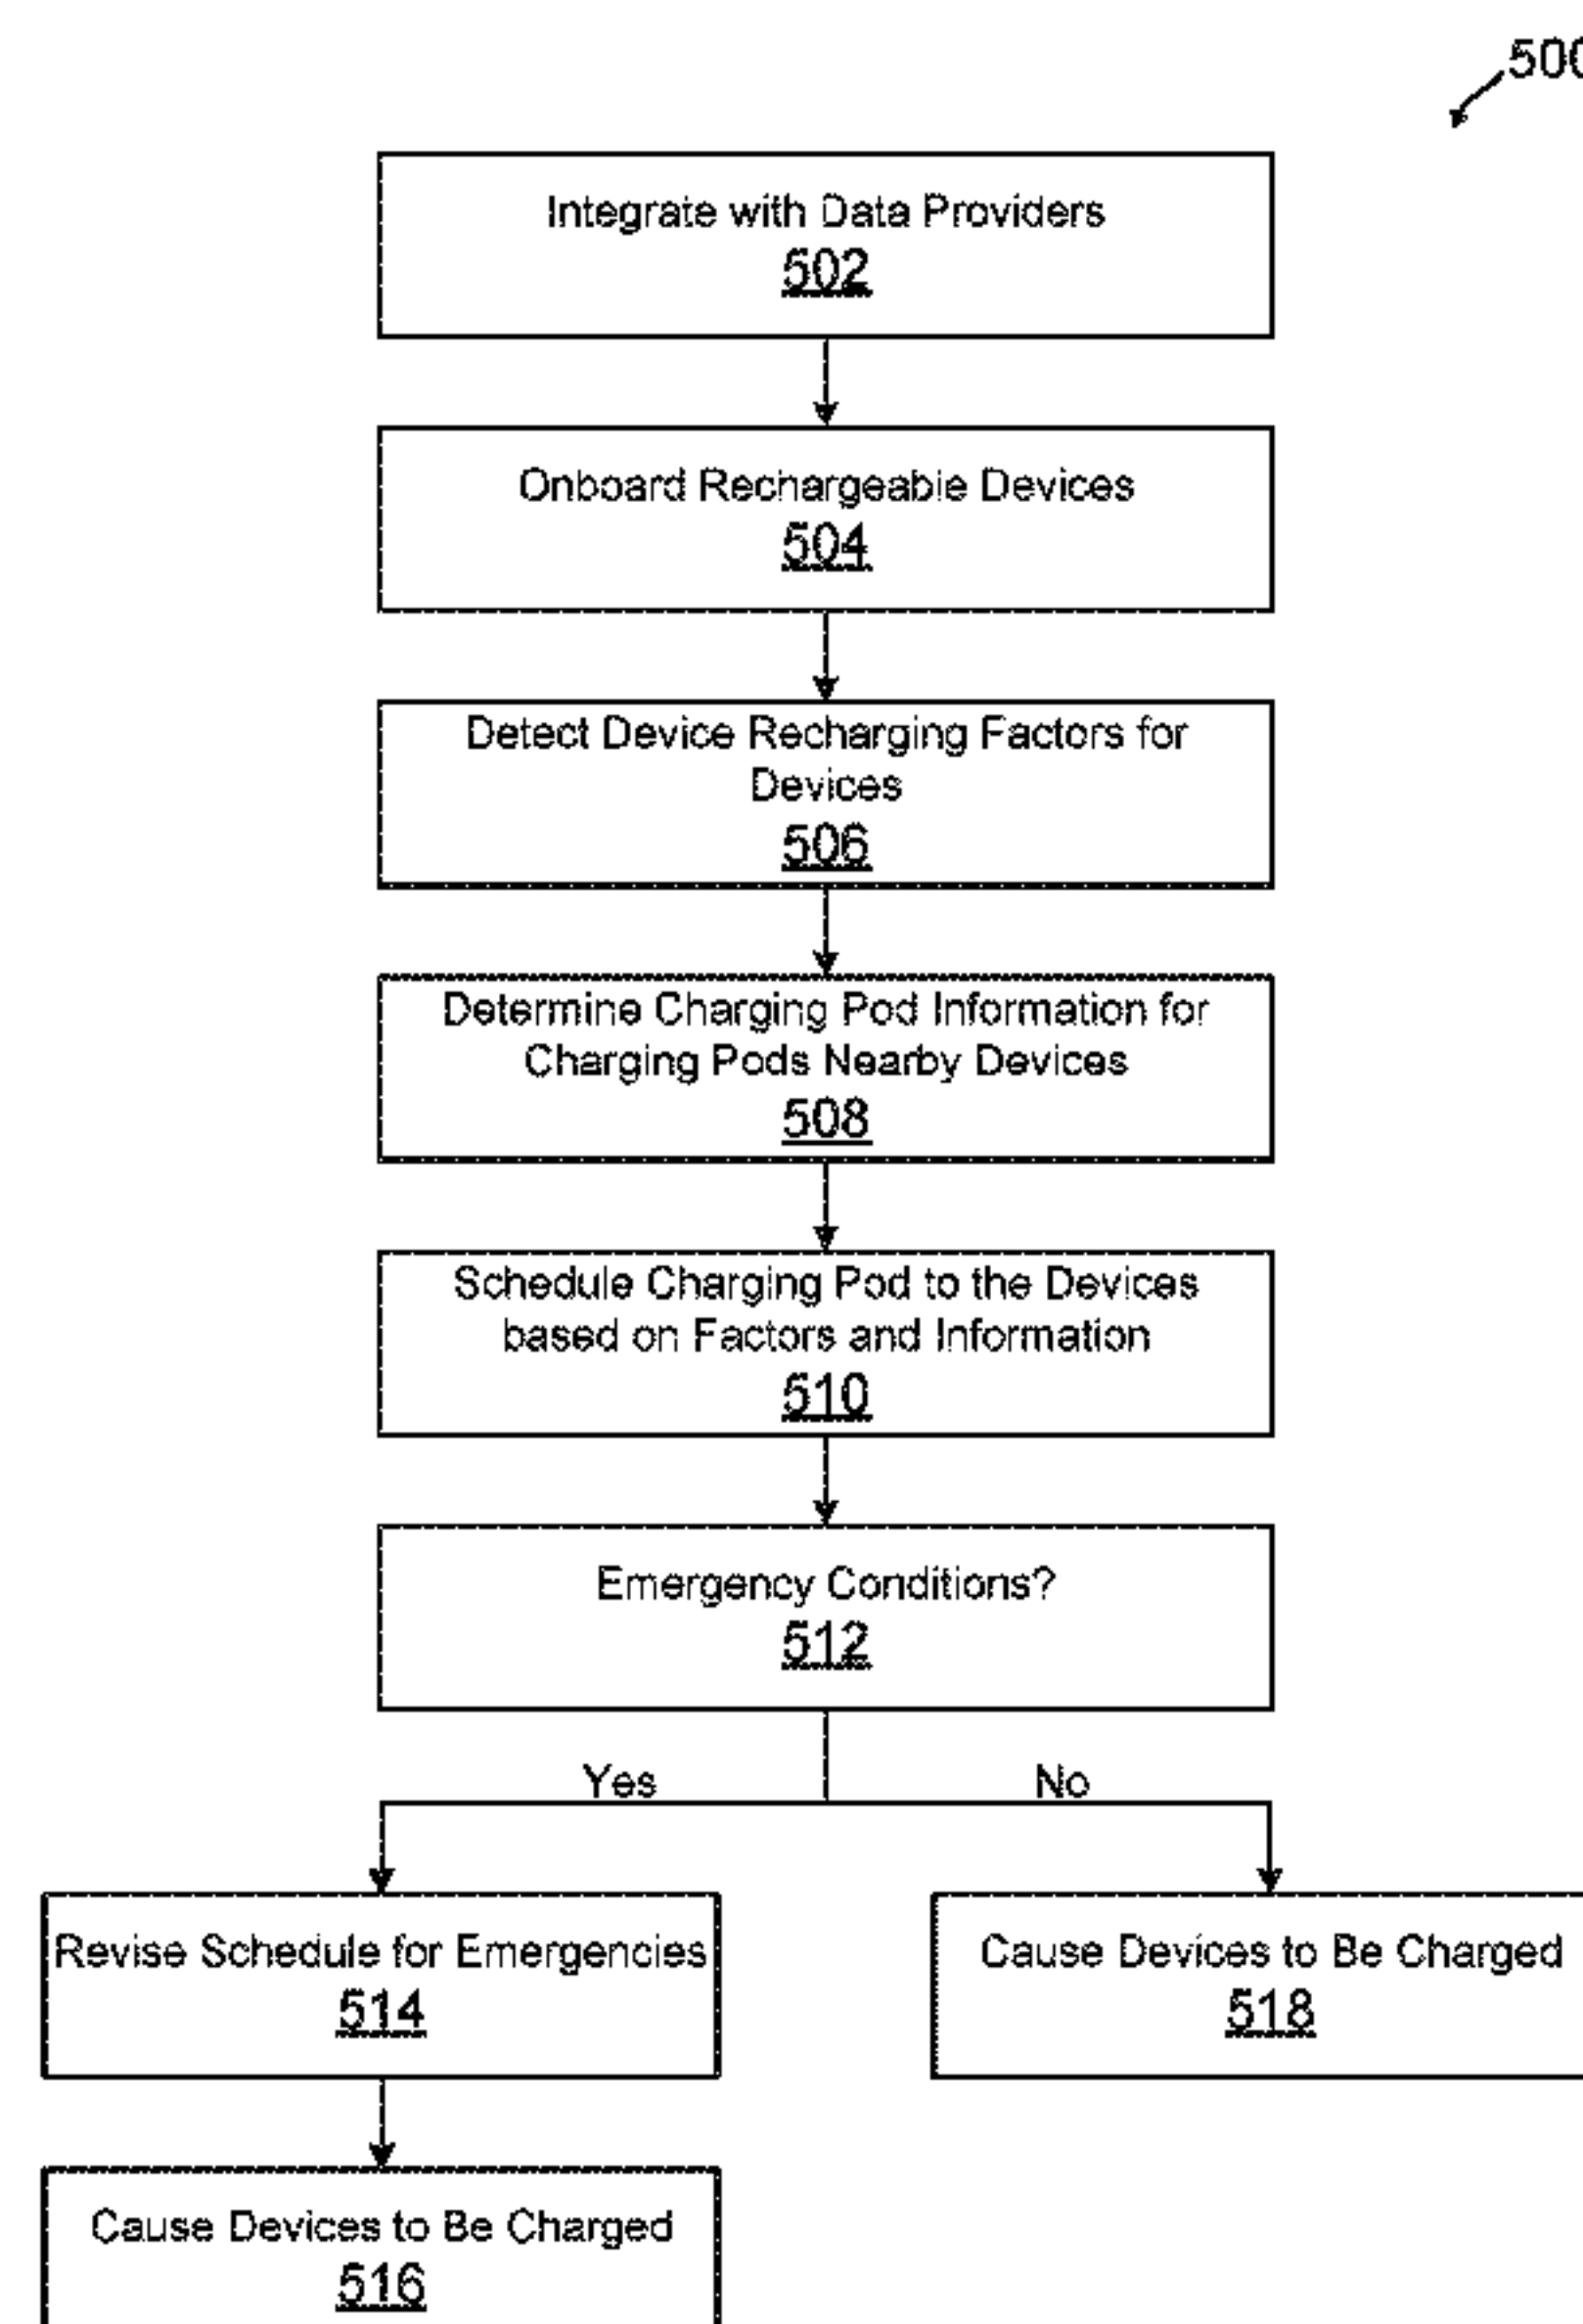 500
Integrate with Data Providers
502
Onboard Rechargeable Devices
504
Detect Device Recharging Factors for
Devices
506
Determine Charging Pod Information for
Charging Pods Nearby Devices
508
Schedule Charging Pod to the Devices
based on Factors and Information
510
Emergency Conditions?
512
Yes
No
Revise Schedule for Emergencies
514
Cause Devices to Be Charged
518
Cause Devices to Be Charged
516